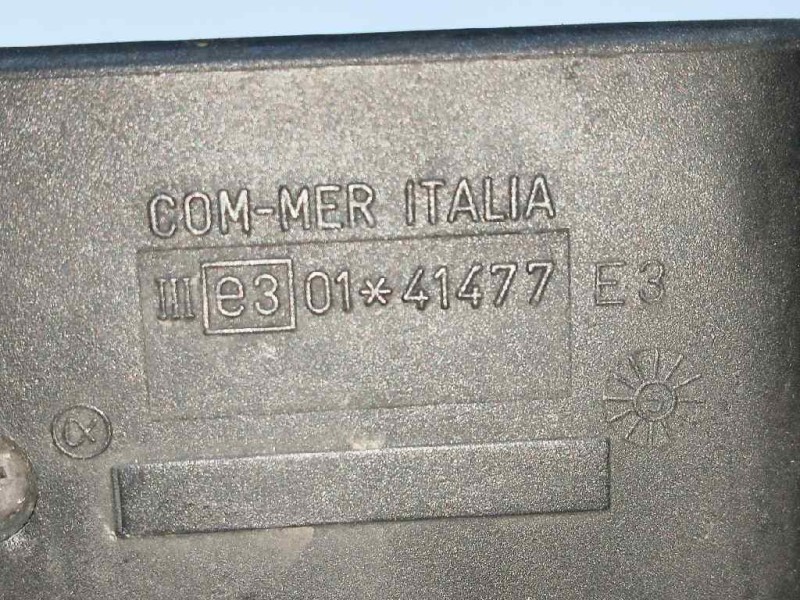 COM-MER ITALIA
III e3 01*41477 E3
α